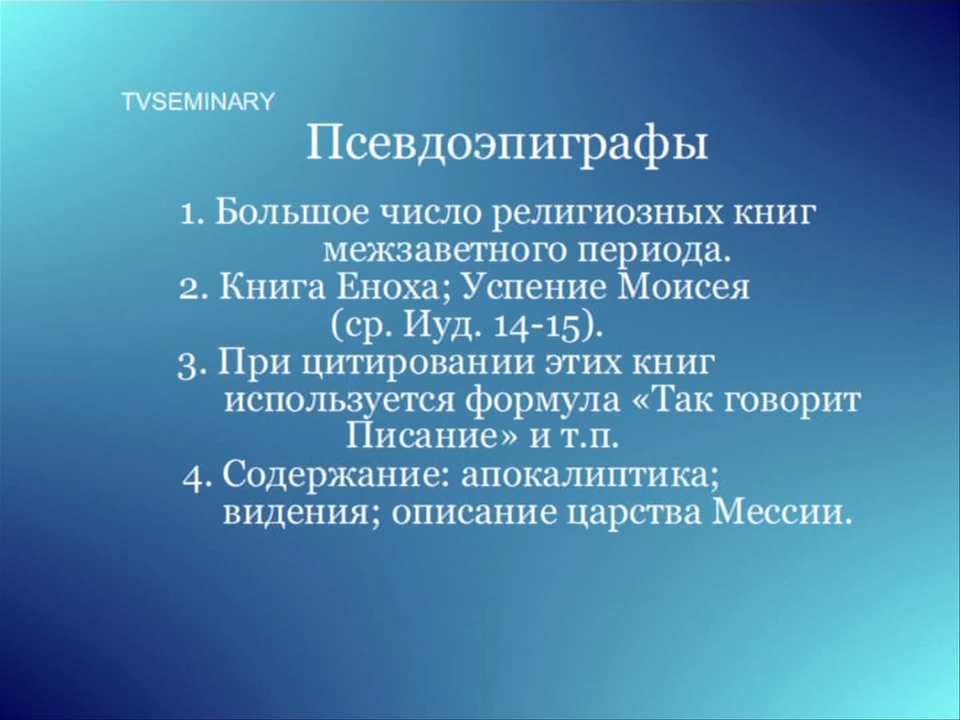 TVSEMINARY
Псевдоэпиграфы
1. Большое число религиозных книг
межзаветного периода.
2. Книга Еноха; Успение Моисея
(ср. Иуд. 14-15).
3. При цитировании этих книг
используется формула «Так говорит
Писание» и т.п.
4. Содержание: апокалиптика;
видения; описание царства Мессии.